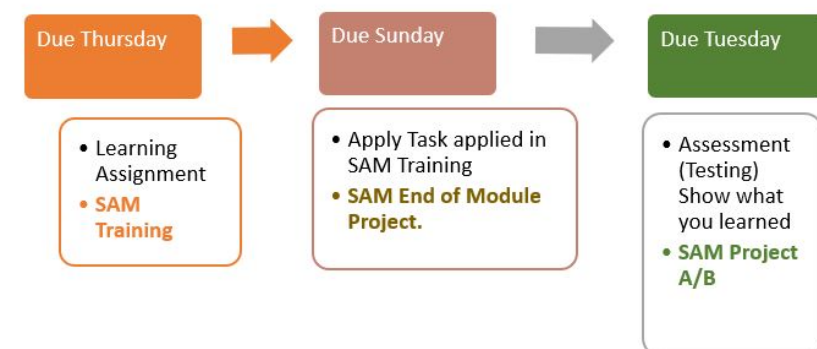 Due Thursday
• Learning
Assignment
• SAM
Training
Due Sunday
• Apply Task applied in
SAM Training
• SAM End of Module
Project.
Due Tuesday
• Assessment
(Testing)
Show what
you learned
• SAM Project
A/B